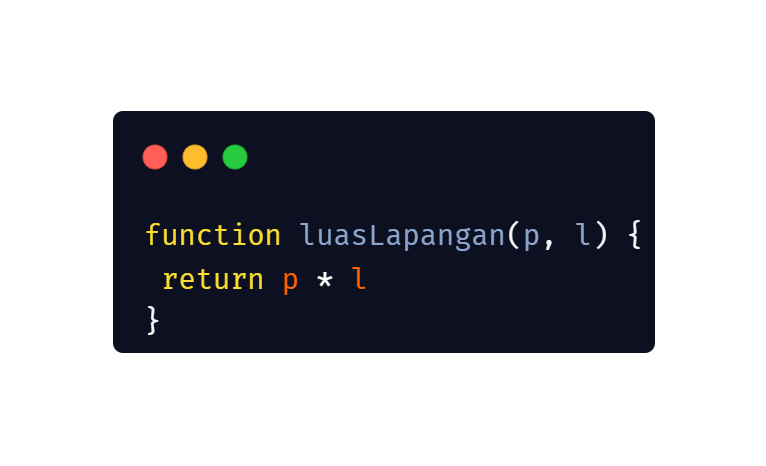 function luasLapangan(p, l) {
 return p * l
}